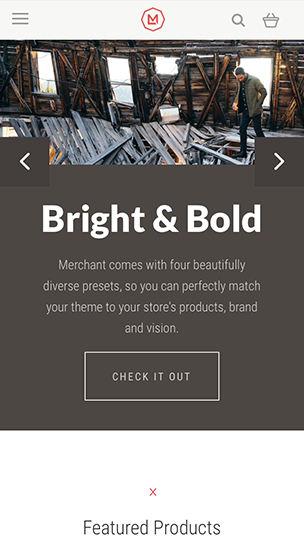 M
Bright & Bold
Merchant comes with four beautifully
diverse presets, so you can perfectly match
your theme to your store's products, brand
and vision.
CHECK IT OUT
Featured Products